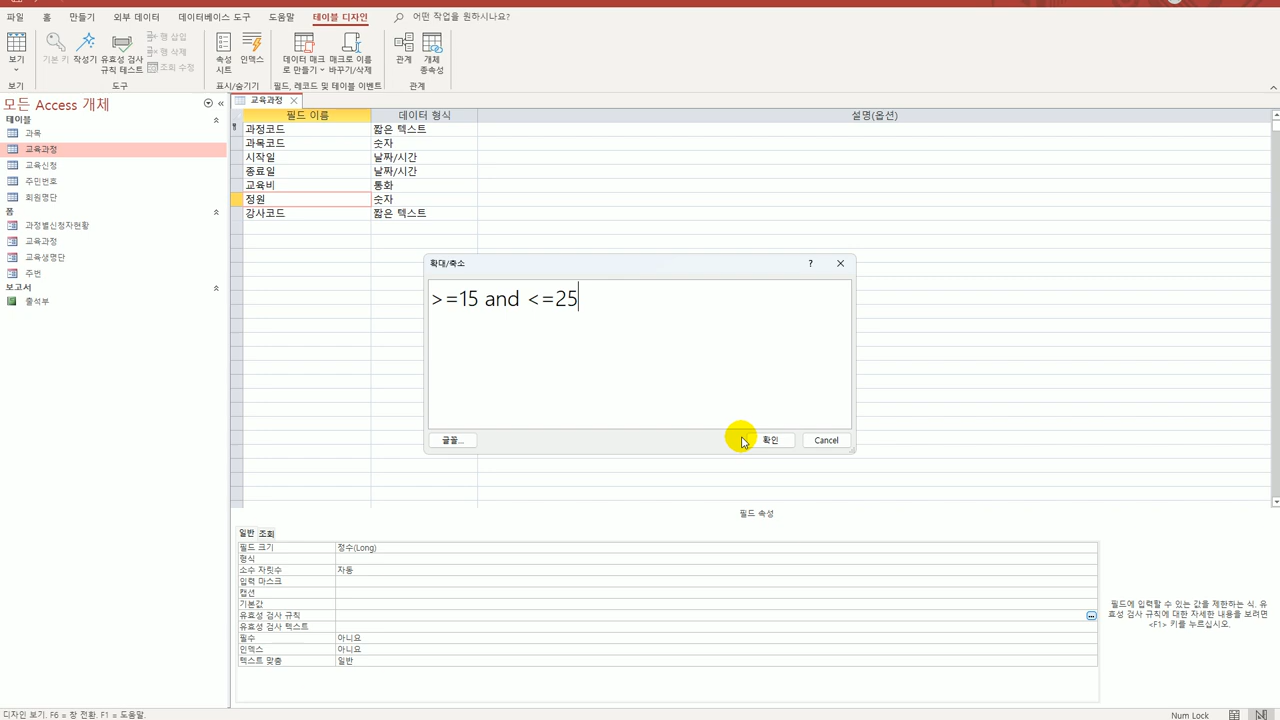 파일 홈 만들기 외부 데이터 데이터베이스 도구 도움말 테이블 디자인 어떤 작업을 원하시나요?
보기 기본 키 작성기 유효성 검사 규칙 테스트 행 삽입 행 삭제 조회 수정 속성 시트 인덱스 데이터 매크로 만들기 매크로 이름 바꾸기/삭제 관계 개체 종속성
보기 도구 표시/숨기기 필드, 레코드 및 테이블 이벤트 관계
모든 Access 개체
테이블
과목
교육과정
교육신정
주민번호
회원명단
폼
과정별신청자현황
교육과정
교육생명단
주번
보고서
출석부
교육과정
필드 이름 데이터 형식 설명(옵션)
과정코드 짧은 텍스트
과목코드 숫자
시작일 날짜/시간
종료일 날짜/시간
교육비 통화
정원 숫자
강사코드 짧은 텍스트
확대/축소 ?
>=15 and <=25
글꼴... 확인 Cancel
필드 속성
일반 조회
필드 크기 정수(Long)
형식
소수 자릿수 자동
입력 마스크
캡션
기본값
유효성 검사 규칙
유효성 검사 텍스트
필수 아니요
인덱스 아니요
텍스트 맞춤 일반
필드에 입력할 수 있는 값을 제한하는 식. 유
효성 검사 규칙에 대한 자세한 내용을 보려면
<F1> 키를 누르십시오.
디자인 보기. F6 = 창 전환. F1 = 도움말. Num Lock